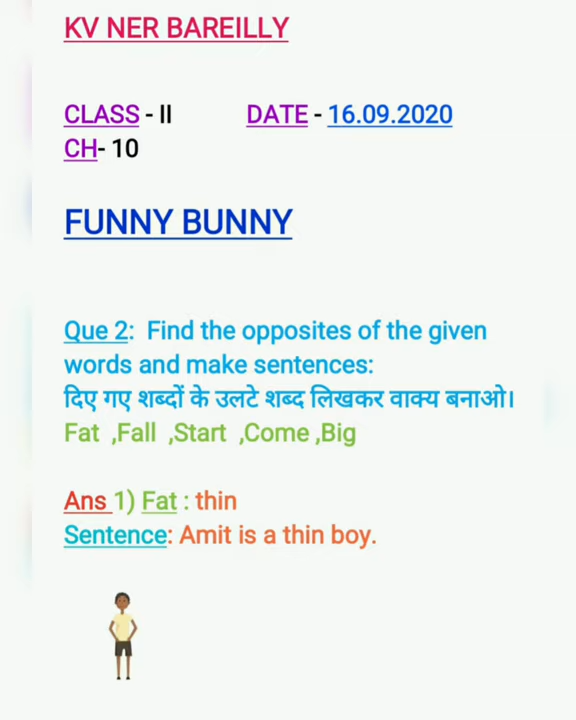 KV NER BAREILLY
CLASS - II DATE - 16.09.2020
CH- 10
FUNNY BUNNY
Que 2: Find the opposites of the given
words and make sentences:
दिए गए शब्दों के उलटे शब्द लिखकर वाक्य बनाओ।
Fat ,Fall ,Start ,Come ,Big
Ans 1) Fat : thin
Sentence: Amit is a thin boy.